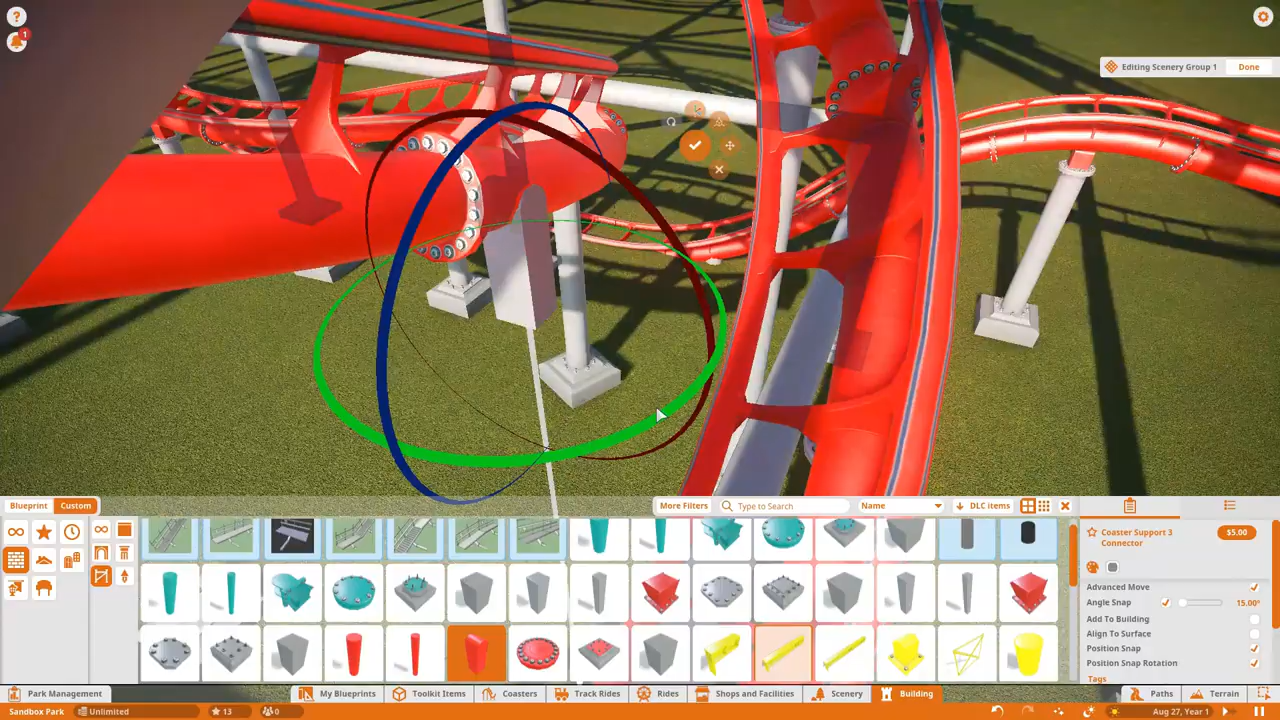 ?
1
Editing Scenery Group 1 Done
Blueprint Custom More Filters Type to Search Name DLC items
Coaster Support 3 Connector $5.00
Advanced Move
Angle Snap 15.00°
Add To Building
Align To Surface
Position Snap
Position Snap Rotation
Tags
Park Management My Blueprints Toolkit Items Coasters Track Rides Rides Shops and Facilities Scenery Building Paths Terrain
Sandbox Park Unlimited 13 0 Aug 27, Year 1